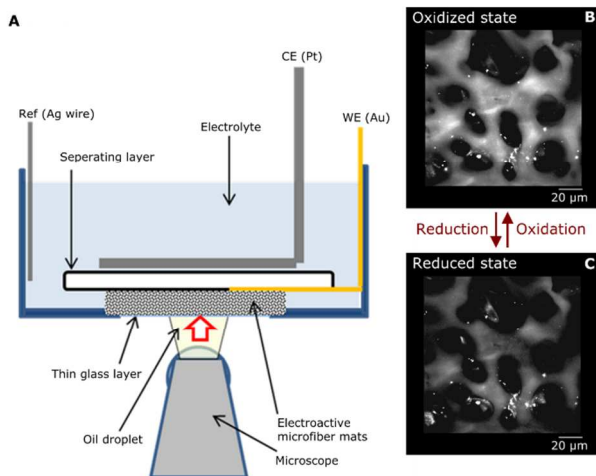 A
CE (Pt)
Ref (Ag wire)
Electrolyte
WE (Au)
Seperating layer
Thin glass layer
Oil droplet
Electroactive
microfiber mats
Microscope
Oxidized state
B
20 µm
Reduction
Oxidation
Reduced state
C
20 µm